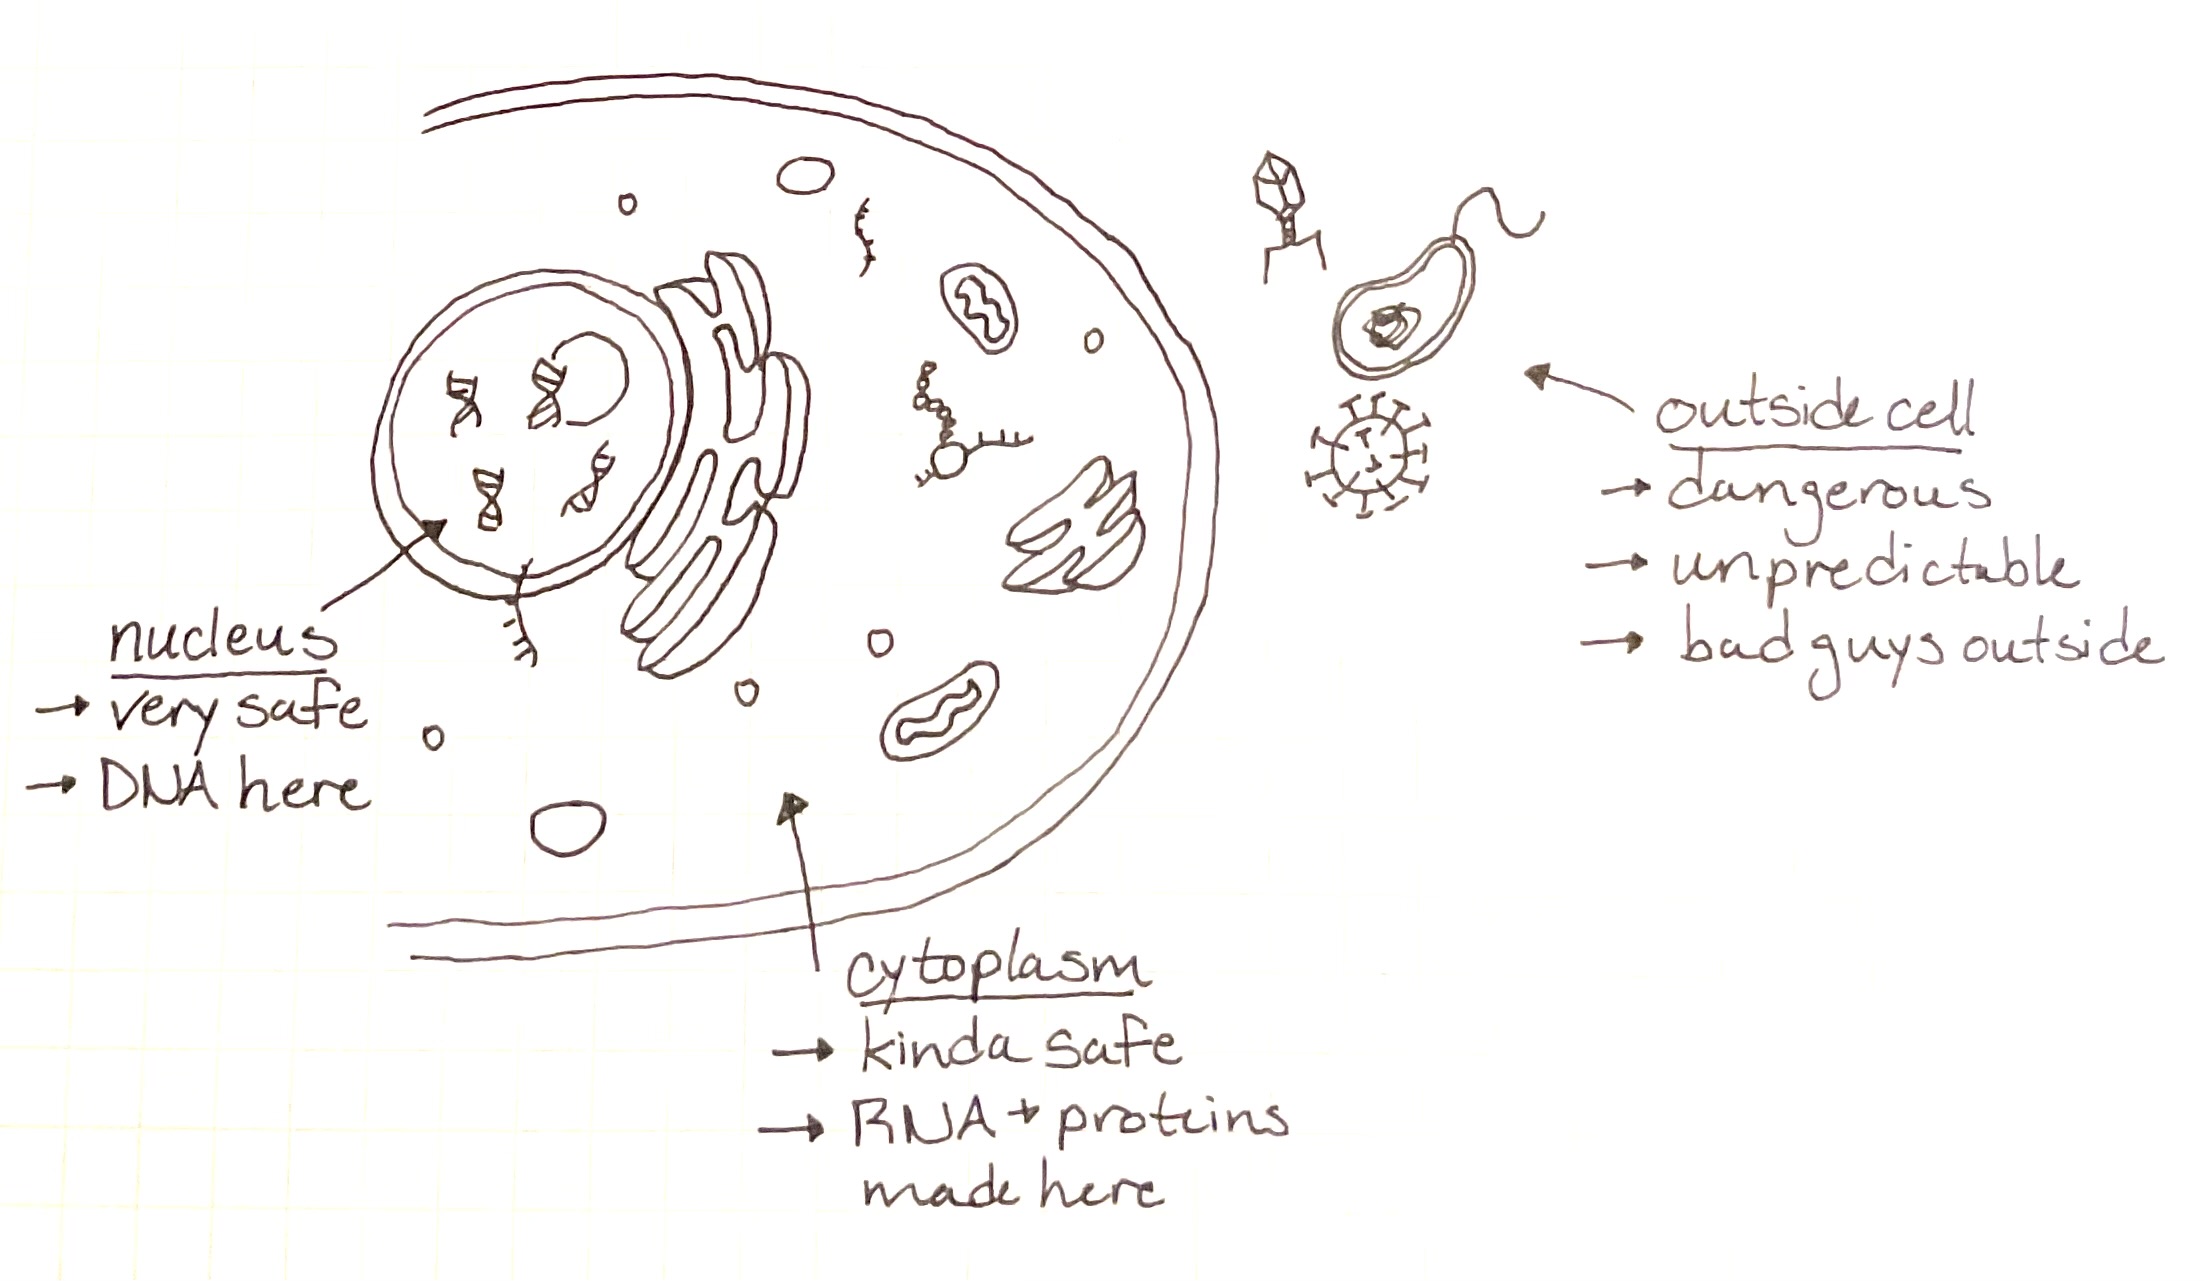 nucleus
→ very safe
→ DNA here
outside cell
→ dangerous
→ unpredictable
→ bad guys outside
cytoplasm
→ kinda safe
→ RNA + proteins
made here